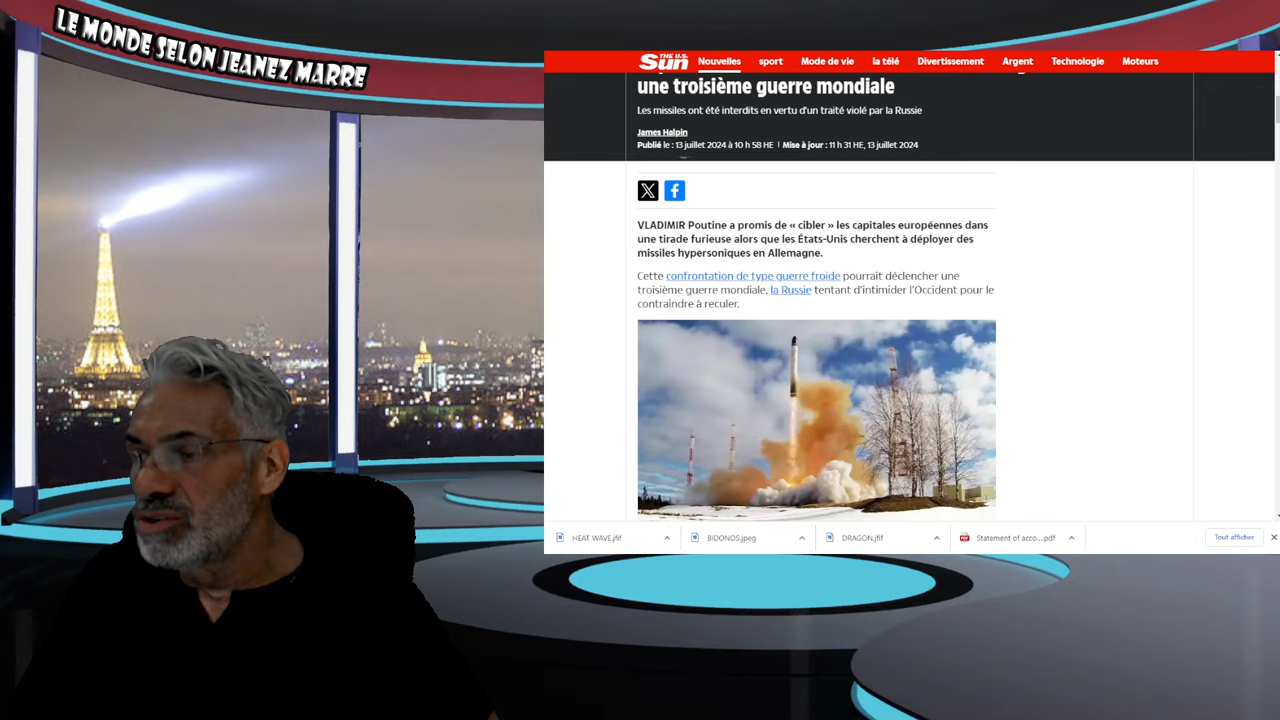 LE MONDE SELON JEANEZ MARRE
THE U.S. Sun Nouvelles sport Mode de vie la télé Divertissement Argent Technologie Moteurs
une troisième guerre mondiale
Les missiles ont été interdits en vertu d'un traité violé par la Russie
James Halpin
Publié le : 13 juillet 2024 à 10 h 58 HE | Mise à jour : 11 h 31 HE, 13 juillet 2024
VLADIMIR Poutine a promis de « cibler » les capitales européennes dans
une tirade furieuse alors que les États-Unis cherchent à déployer des
missiles hypersoniques en Allemagne.
Cette confrontation de type guerre froide pourrait déclencher une
troisième guerre mondiale, la Russie tentant d'intimider l'Occident pour le
contraindre à reculer.
HEAT WAVE.jfif BIDONOS.jpeg DRAGON.jfif Statement of acco....pdf Tout afficher